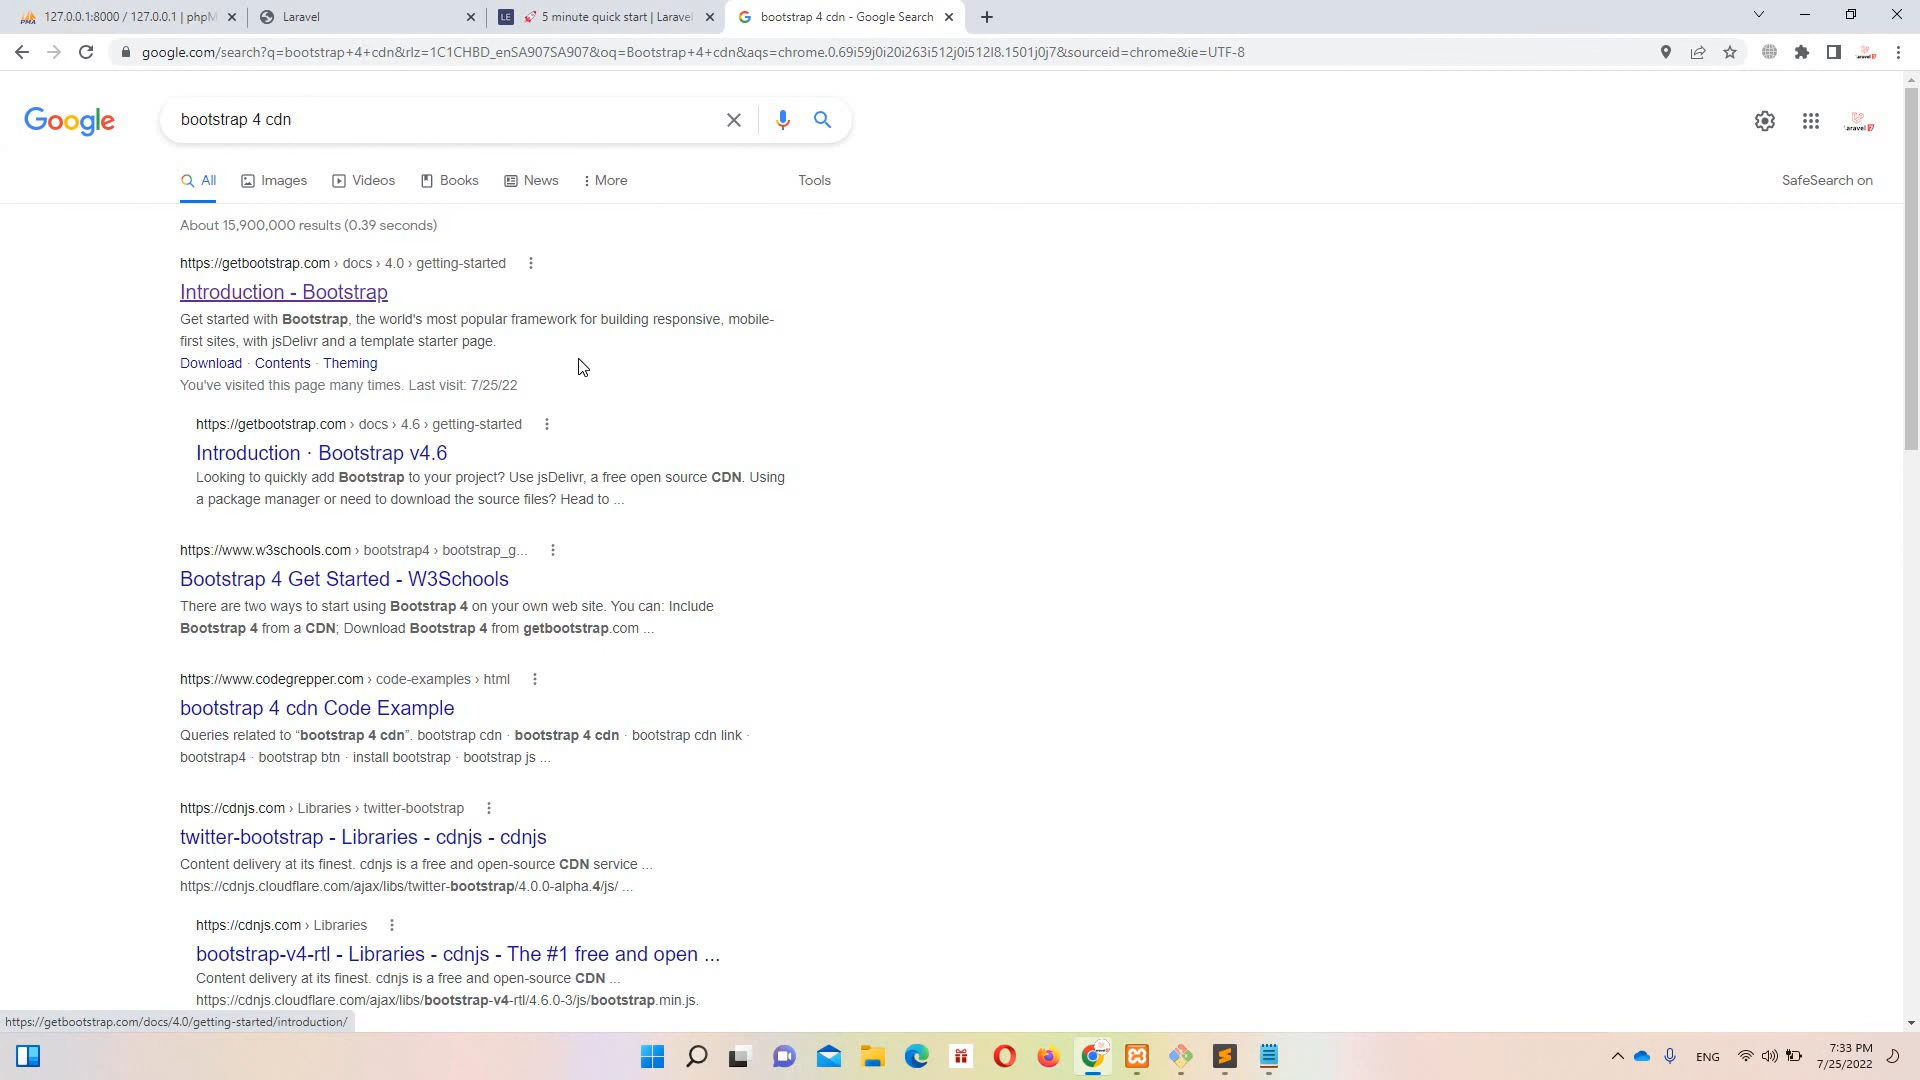 127.0.0.1:8000 / 127.0.0.1 | phpM
Laravel
LE 🚀 5 minute quick start | Larave
bootstrap 4 cdn - Google Search
google.com/search?q=bootstrap+4+cdn&rlz=1C1CHBD_enSA907SA907&oq=Bootstrap+4+cdn&aqs=chrome.0.69i59j0i20i263i512j0i512l8.1501j0j7&sourceid=chrome&ie=UTF-8
Google
bootstrap 4 cdn
All Images Videos Books News More Tools SafeSearch on
About 15,900,000 results (0.39 seconds)
https://getbootstrap.com › docs › 4.0 › getting-started
Introduction - Bootstrap
Get started with Bootstrap, the world's most popular framework for building responsive, mobile-
first sites, with jsDelivr and a template starter page.
Download · Contents · Theming
You've visited this page many times. Last visit: 7/25/22
https://getbootstrap.com › docs › 4.6 › getting-started
Introduction · Bootstrap v4.6
Looking to quickly add Bootstrap to your project? Use jsDelivr, a free open source CDN. Using
a package manager or need to download the source files? Head to ...
https://www.w3schools.com › bootstrap4 › bootstrap_g...
Bootstrap 4 Get Started - W3Schools
There are two ways to start using Bootstrap 4 on your own web site. You can: Include
Bootstrap 4 from a CDN; Download Bootstrap 4 from getbootstrap.com ...
https://www.codegrepper.com › code-examples › html
bootstrap 4 cdn Code Example
Queries related to “bootstrap 4 cdn”. bootstrap cdn · bootstrap 4 cdn · bootstrap cdn link ·
bootstrap4 · bootstrap btn · install bootstrap · bootstrap js ...
https://cdnjs.com › Libraries › twitter-bootstrap
twitter-bootstrap - Libraries - cdnjs - cdnjs
Content delivery at its finest. cdnjs is a free and open-source CDN service ...
https://cdnjs.cloudflare.com/ajax/libs/twitter-bootstrap/4.0.0-alpha.4/js/ ...
https://cdnjs.com › Libraries
bootstrap-v4-rtl - Libraries - cdnjs - The #1 free and open ...
Content delivery at its finest. cdnjs is a free and open-source CDN ...
https://cdnjs.cloudflare.com/ajax/libs/bootstrap-v4-rtl/4.6.0-3/js/bootstrap.min.js.
https://getbootstrap.com/docs/4.0/getting-started/introduction/
ENG
7:33 PM
7/25/2022